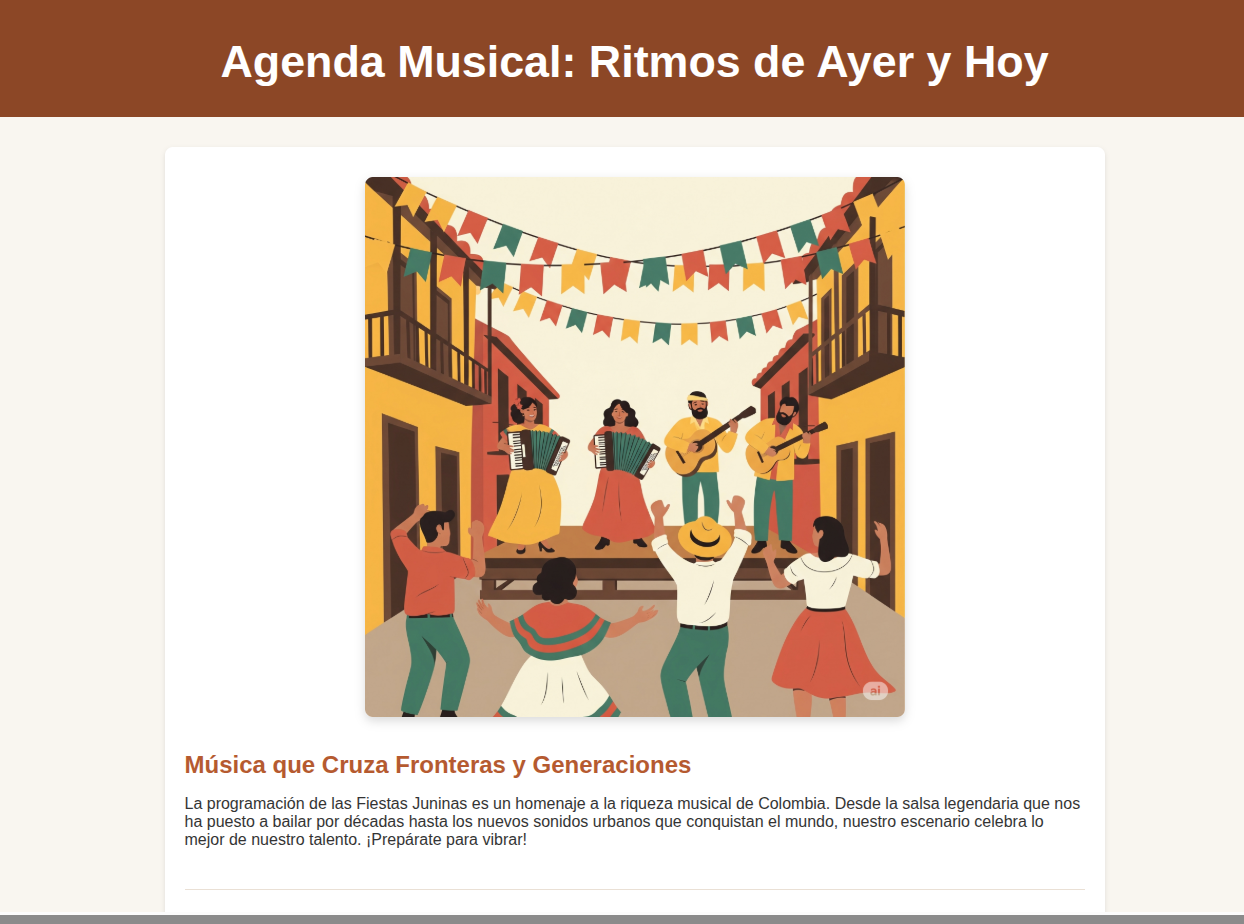 Agenda Musical: Ritmos de Ayer y Hoy
ai
Música que Cruza Fronteras y Generaciones
La programación de las Fiestas Juninas es un homenaje a la riqueza musical de Colombia. Desde la salsa legendaria que nos
ha puesto a bailar por décadas hasta los nuevos sonidos urbanos que conquistan el mundo, nuestro escenario celebra lo
mejor de nuestro talento. ¡Prepárate para vibrar!